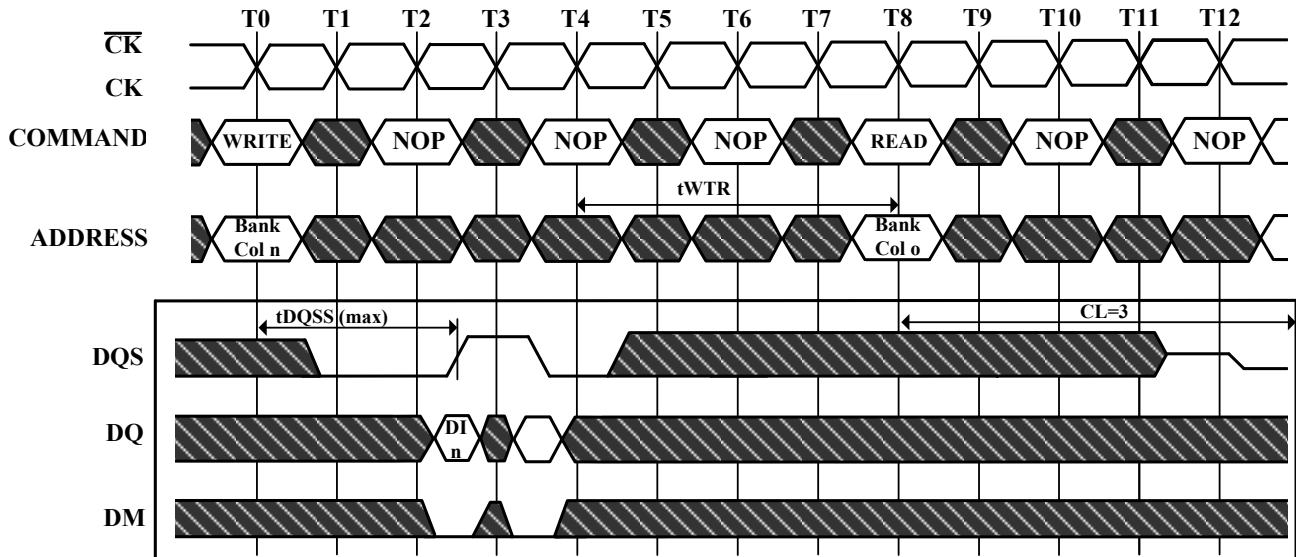 T0 T1 T2 T3 T4 T5 T6 T7 T8 T9 T10 T11 T12
CK
CK
COMMAND WRITE NOP NOP NOP READ NOP NOP
tWTR
ADDRESS Bank Col n Bank Col o
tDQSS (max) CL=3
DQS
DQ DI n
DM